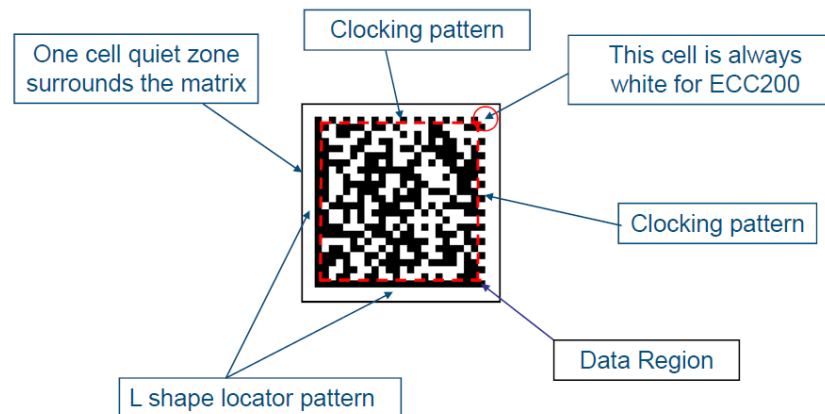 Clocking pattern
One cell quiet zone
surrounds the matrix
This cell is always
white for ECC200
Clocking pattern
Data Region
L shape locator pattern